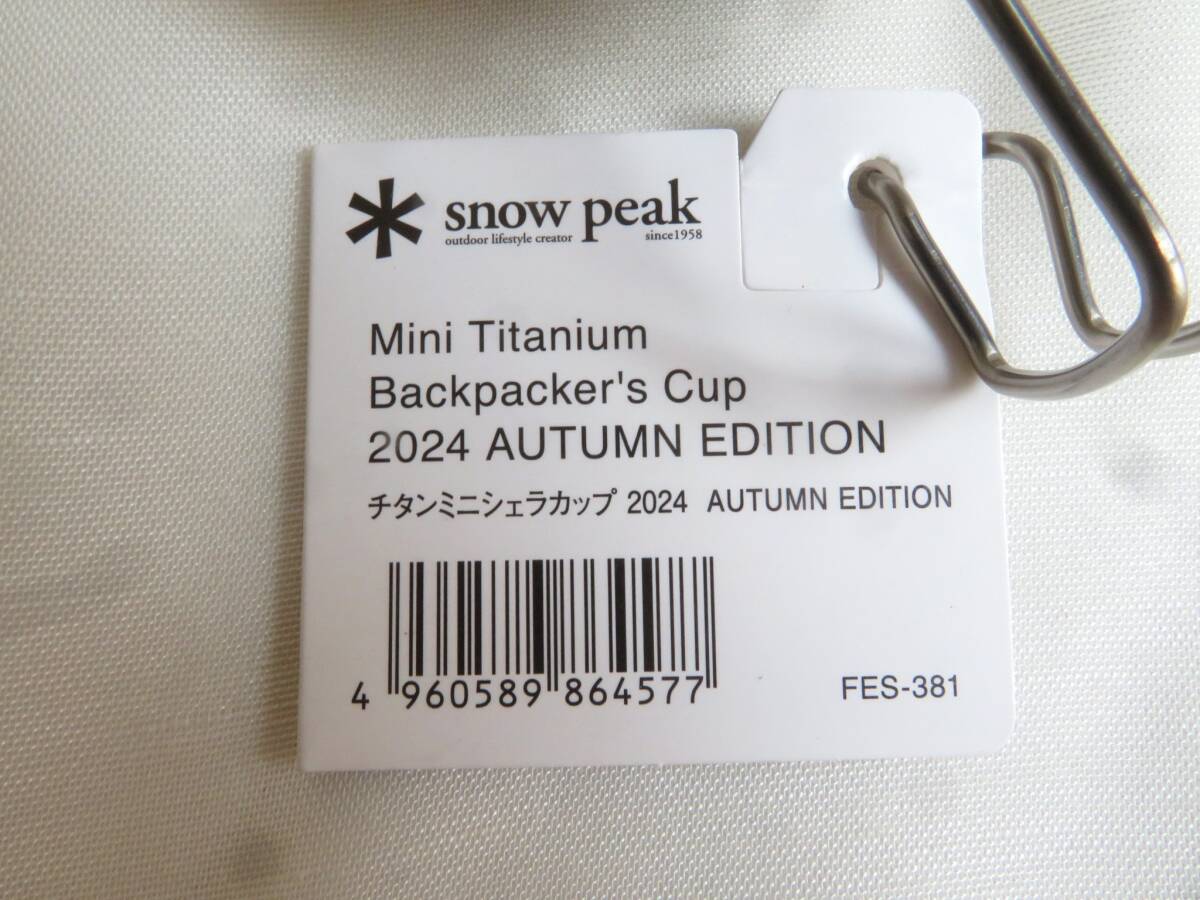 snow peak
outdoor lifestyle creator since1958
Mini Titanium
Backpacker's Cup
2024 AUTUMN EDITION
チタンミニシェラカップ 2024 AUTUMN EDITION
4 960589 864577
FES-381